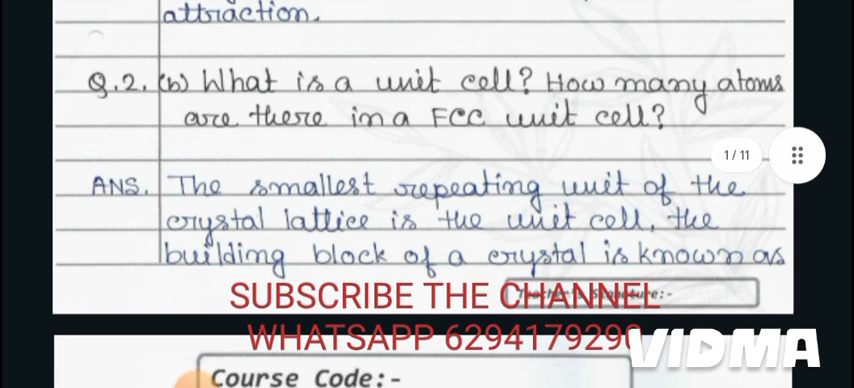 attraction.
Q.2. (b) What is a unit cell? How many atoms
are there in a FCC unit cell?
1 / 11
ANS. The smallest repeating unit of the
crystal lattice is the unit cell, the
building block of a crystal is known as
SUBSCRIBE THE CHANNEL
Teacher's Signature:-
WHATSAPP 6294179290
VIDMA
Course Code:-